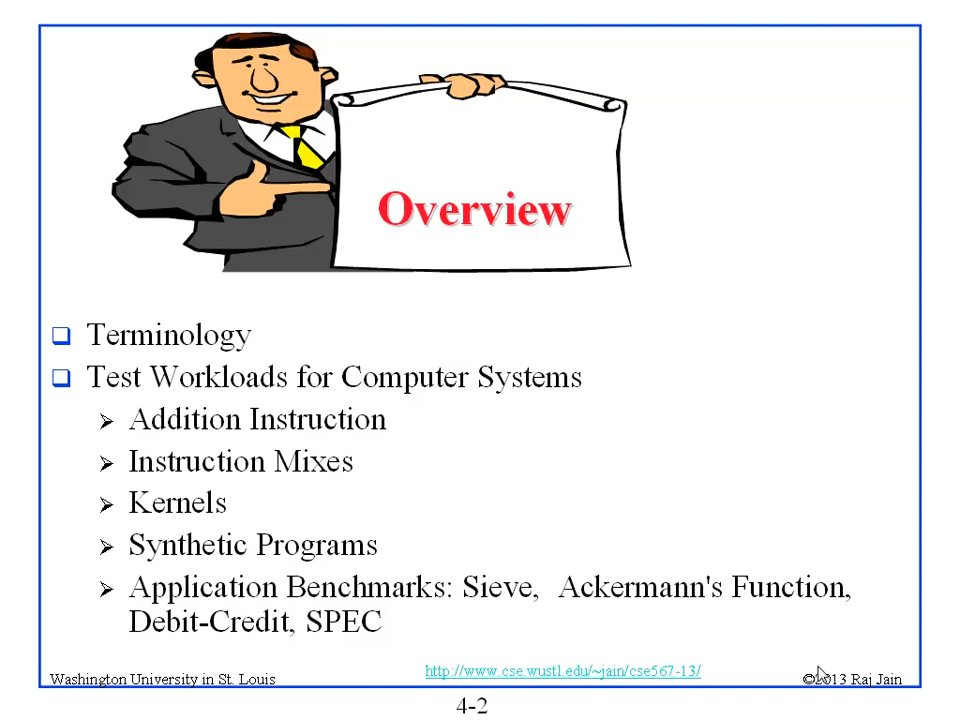 Overview
Terminology
Test Workloads for Computer Systems
Addition Instruction
Instruction Mixes
Kernels
Synthetic Programs
Application Benchmarks: Sieve, Ackermann's Function,
Debit-Credit, SPEC
Washington University in St. Louis
http://www.cse.wustl.edu/~jain/cse567-13/
©2013 Raj Jain
4-2